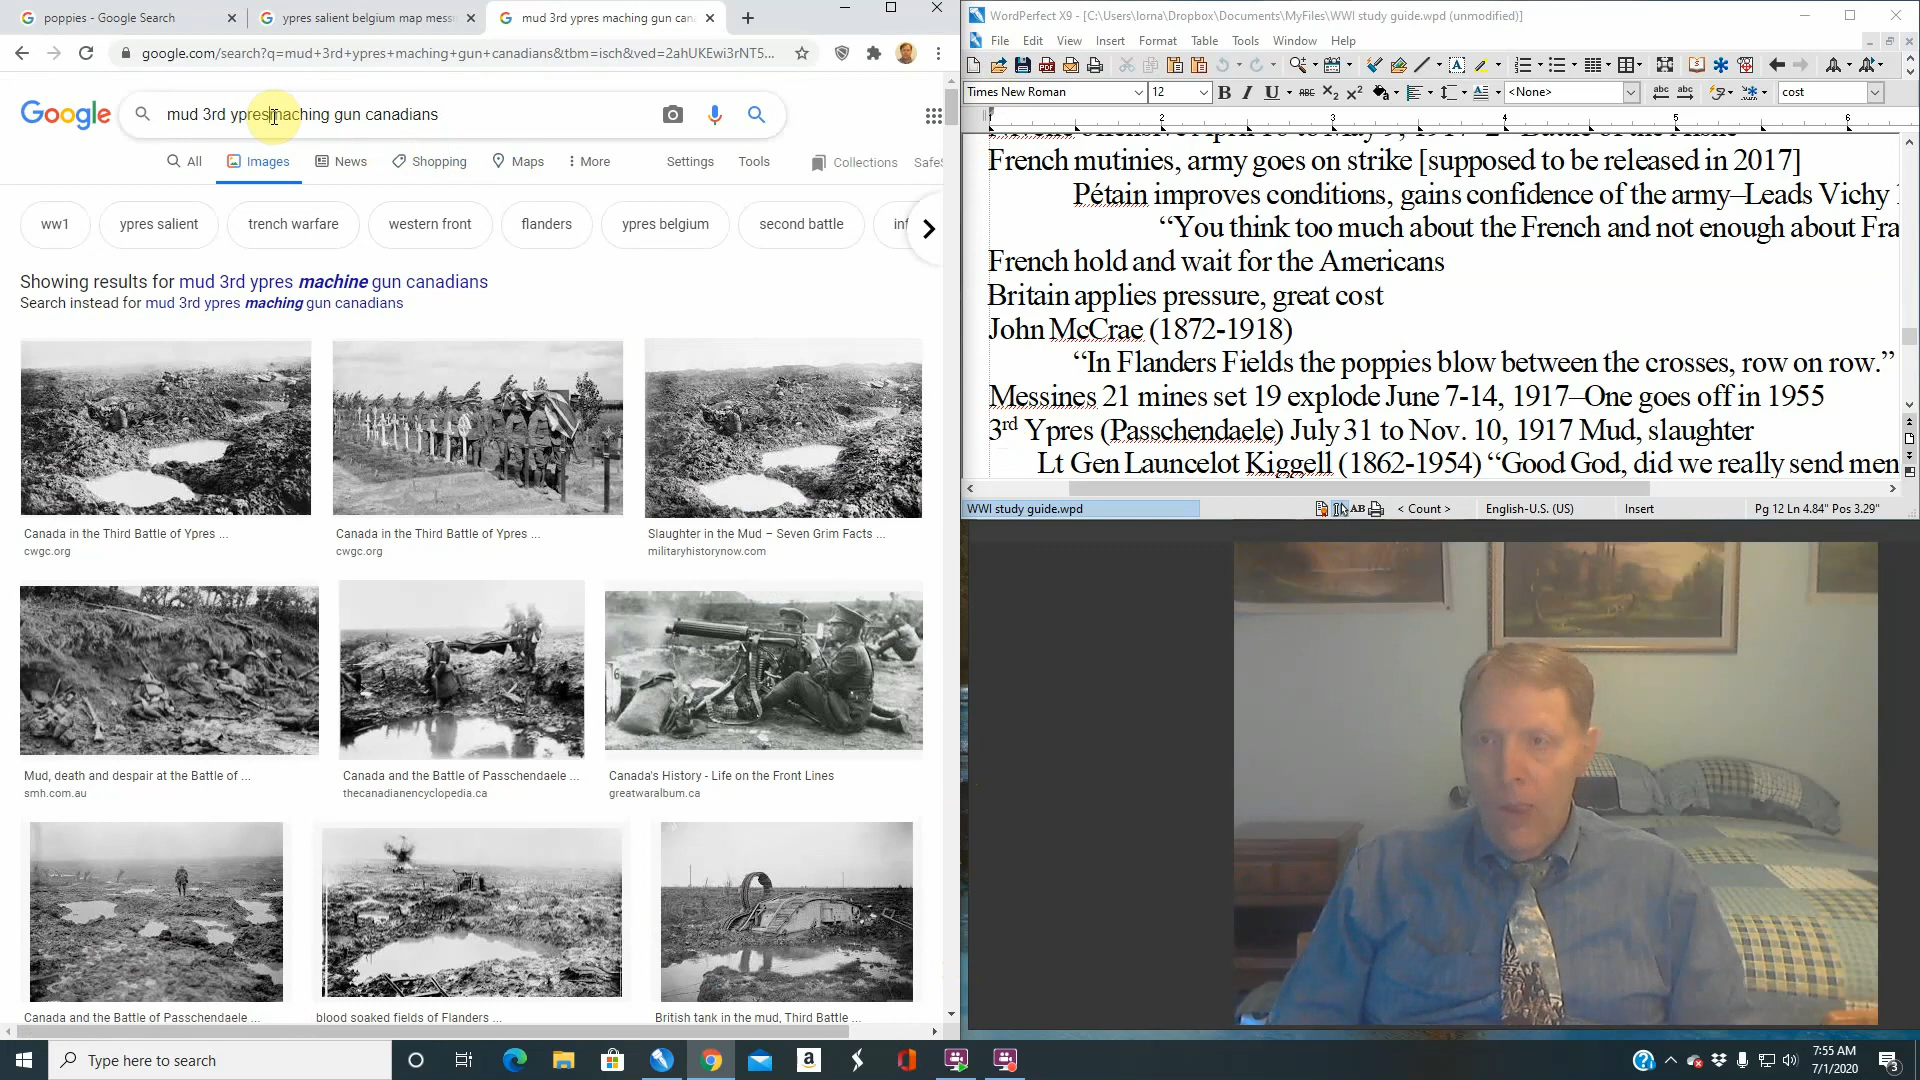 poppies - Google Search
ypres salient belgium map messi
mud 3rd ypres maching gun can
WordPerfect X9 - [C:\Users\lorna\Dropbox\Documents\MyFiles\WWI study guide.wpd (unmodified)]
google.com/search?q=mud+3rd+ypres+maching+gun+canadians&tbm=isch&ved=2ahUKEwi3rNT5...
File Edit View Insert Format Table Tools Window Help
Times New Roman
12
<None>
cost
Google
mud 3rd ypres maching gun canadians
All
Images
News
Shopping
Maps
More
Settings
Tools
Collections
SafeS
ww1
ypres salient
trench warfare
western front
flanders
ypres belgium
second battle
inf
Showing results for mud 3rd ypres machine gun canadians
Search instead for mud 3rd ypres maching gun canadians
Canada in the Third Battle of Ypres ...
cwgc.org
Canada in the Third Battle of Ypres ...
cwgc.org
Slaughter in the Mud – Seven Grim Facts ...
militaryhistorynow.com
Mud, death and despair at the Battle of ...
smh.com.au
Canada and the Battle of Passchendaele ...
thecanadianencyclopedia.ca
Canada's History - Life on the Front Lines
greatwaralbum.ca
Canada and the Battle of Passchendaele ...
blood soaked fields of Flanders ...
British tank in the mud, Third Battle ...
2 3 4 5 6
French mutinies, army goes on strike [supposed to be released in 2017]
Pétain improves conditions, gains confidence of the army–Leads Vichy
“You think too much about the French and not enough about Fra
French hold and wait for the Americans
Britain applies pressure, great cost
John McCrae (1872-1918)
“In Flanders Fields the poppies blow between the crosses, row on row.”
Messines 21 mines set 19 explode June 7-14, 1917–One goes off in 1955
3rd Ypres (Passchendaele) July 31 to Nov. 10, 1917 Mud, slaughter
Lt Gen Launcelot Kiggell (1862-1954) “Good God, did we really send men
WWI study guide.wpd
AB
< Count >
English-U.S. (US)
Insert
Pg 12 Ln 4.84" Pos 3.29"
Type here to search
7:55 AM
7/1/2020
3